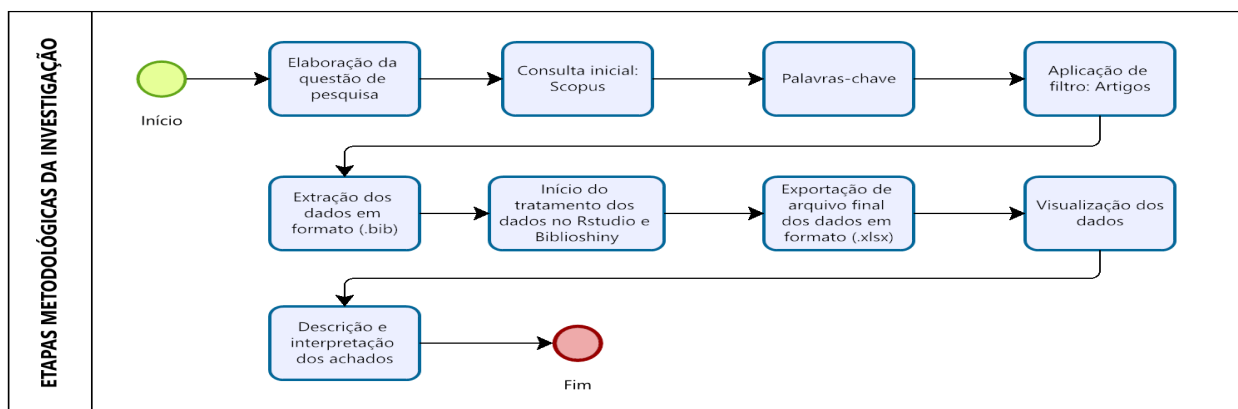 ETAPAS METODOLÓGICAS DA INVESTIGAÇÃO
Início
Elaboração da
questão de
pesquisa
Consulta inicial:
Scopus
Palavras-chave
Aplicação de
filtro: Artigos
Extração dos
dados em
formato (.bib)
Início do
tratamento dos
dados no Rstudio e
Biblioshiny
Exportação de
arquivo final
dos dados em
formato (.xlsx)
Visualização dos
dados
Descrição e
interpretação
dos achados
Fim